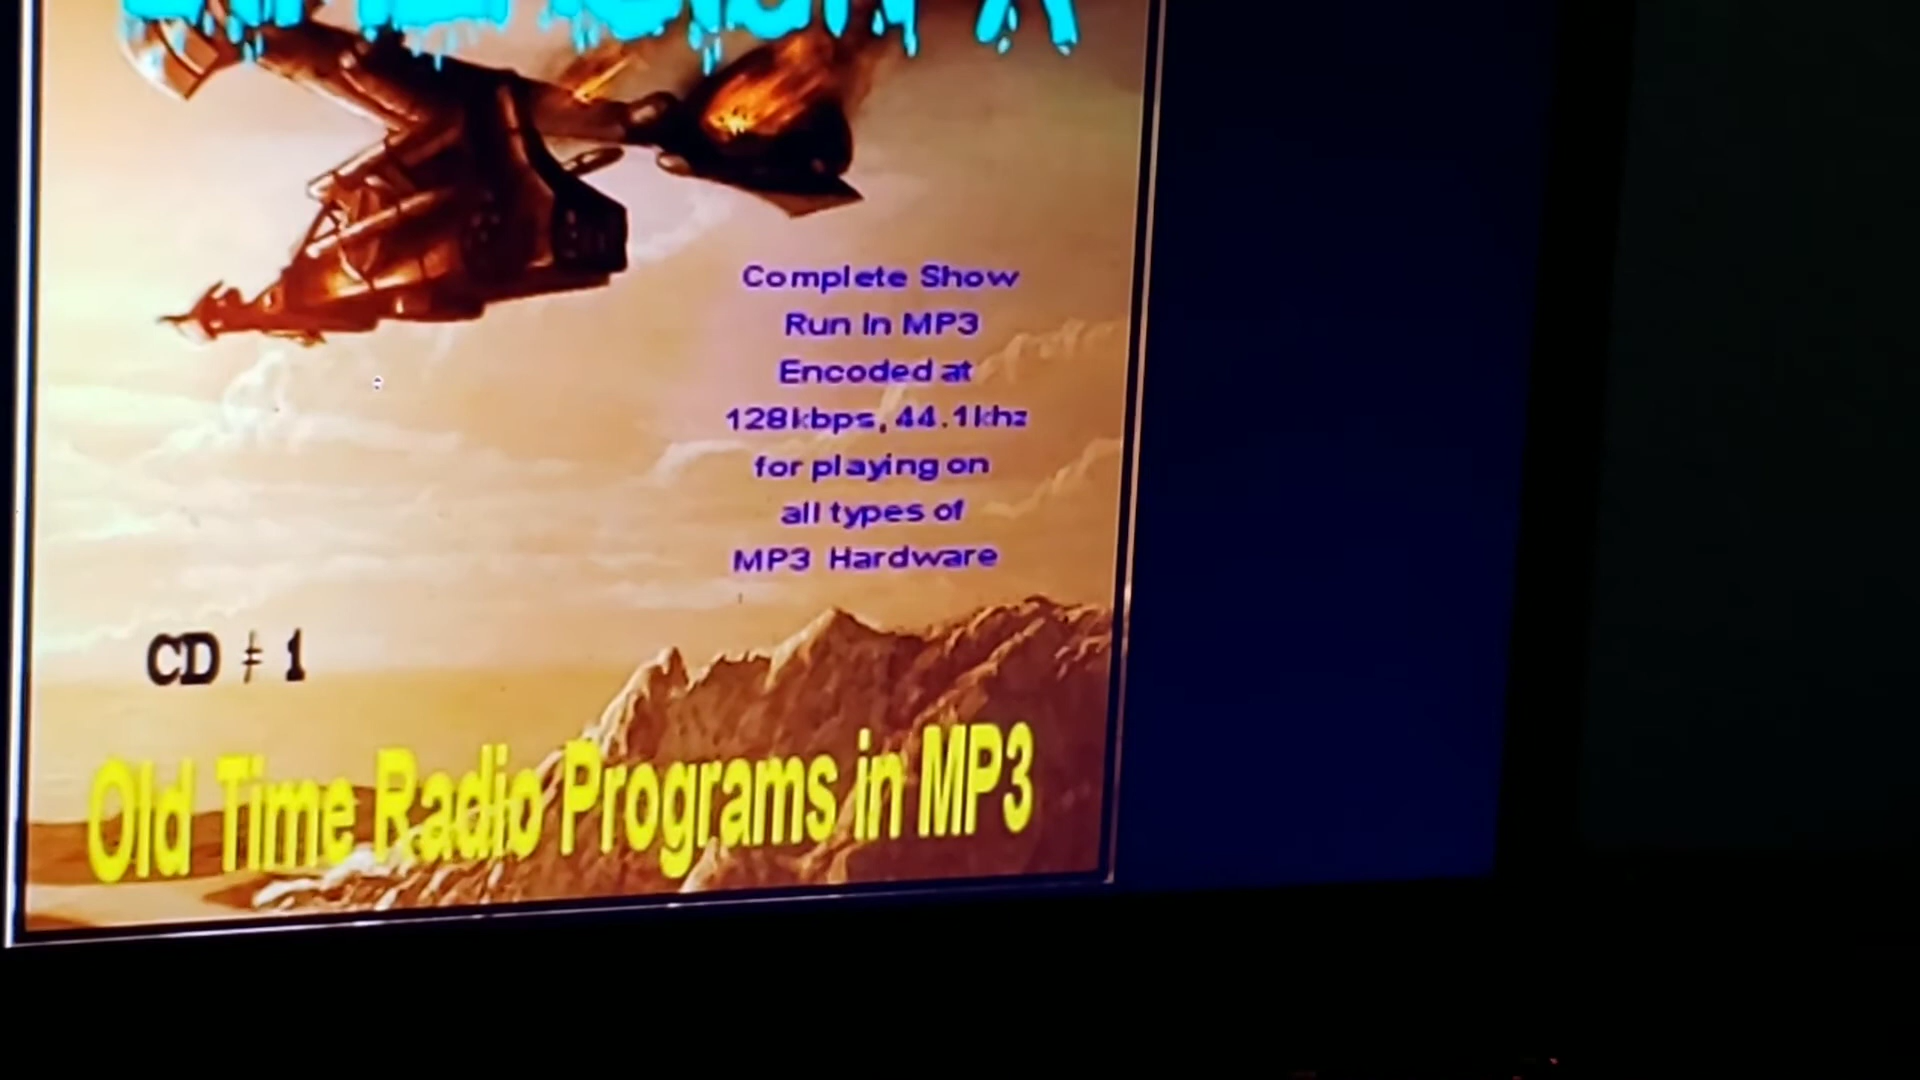 Complete Show
Run In MP3
Encoded at
128kbps, 44.1khz
for playing on
all types of
MP3 Hardware
CD # 1
Old Time Radio Programs in MP3